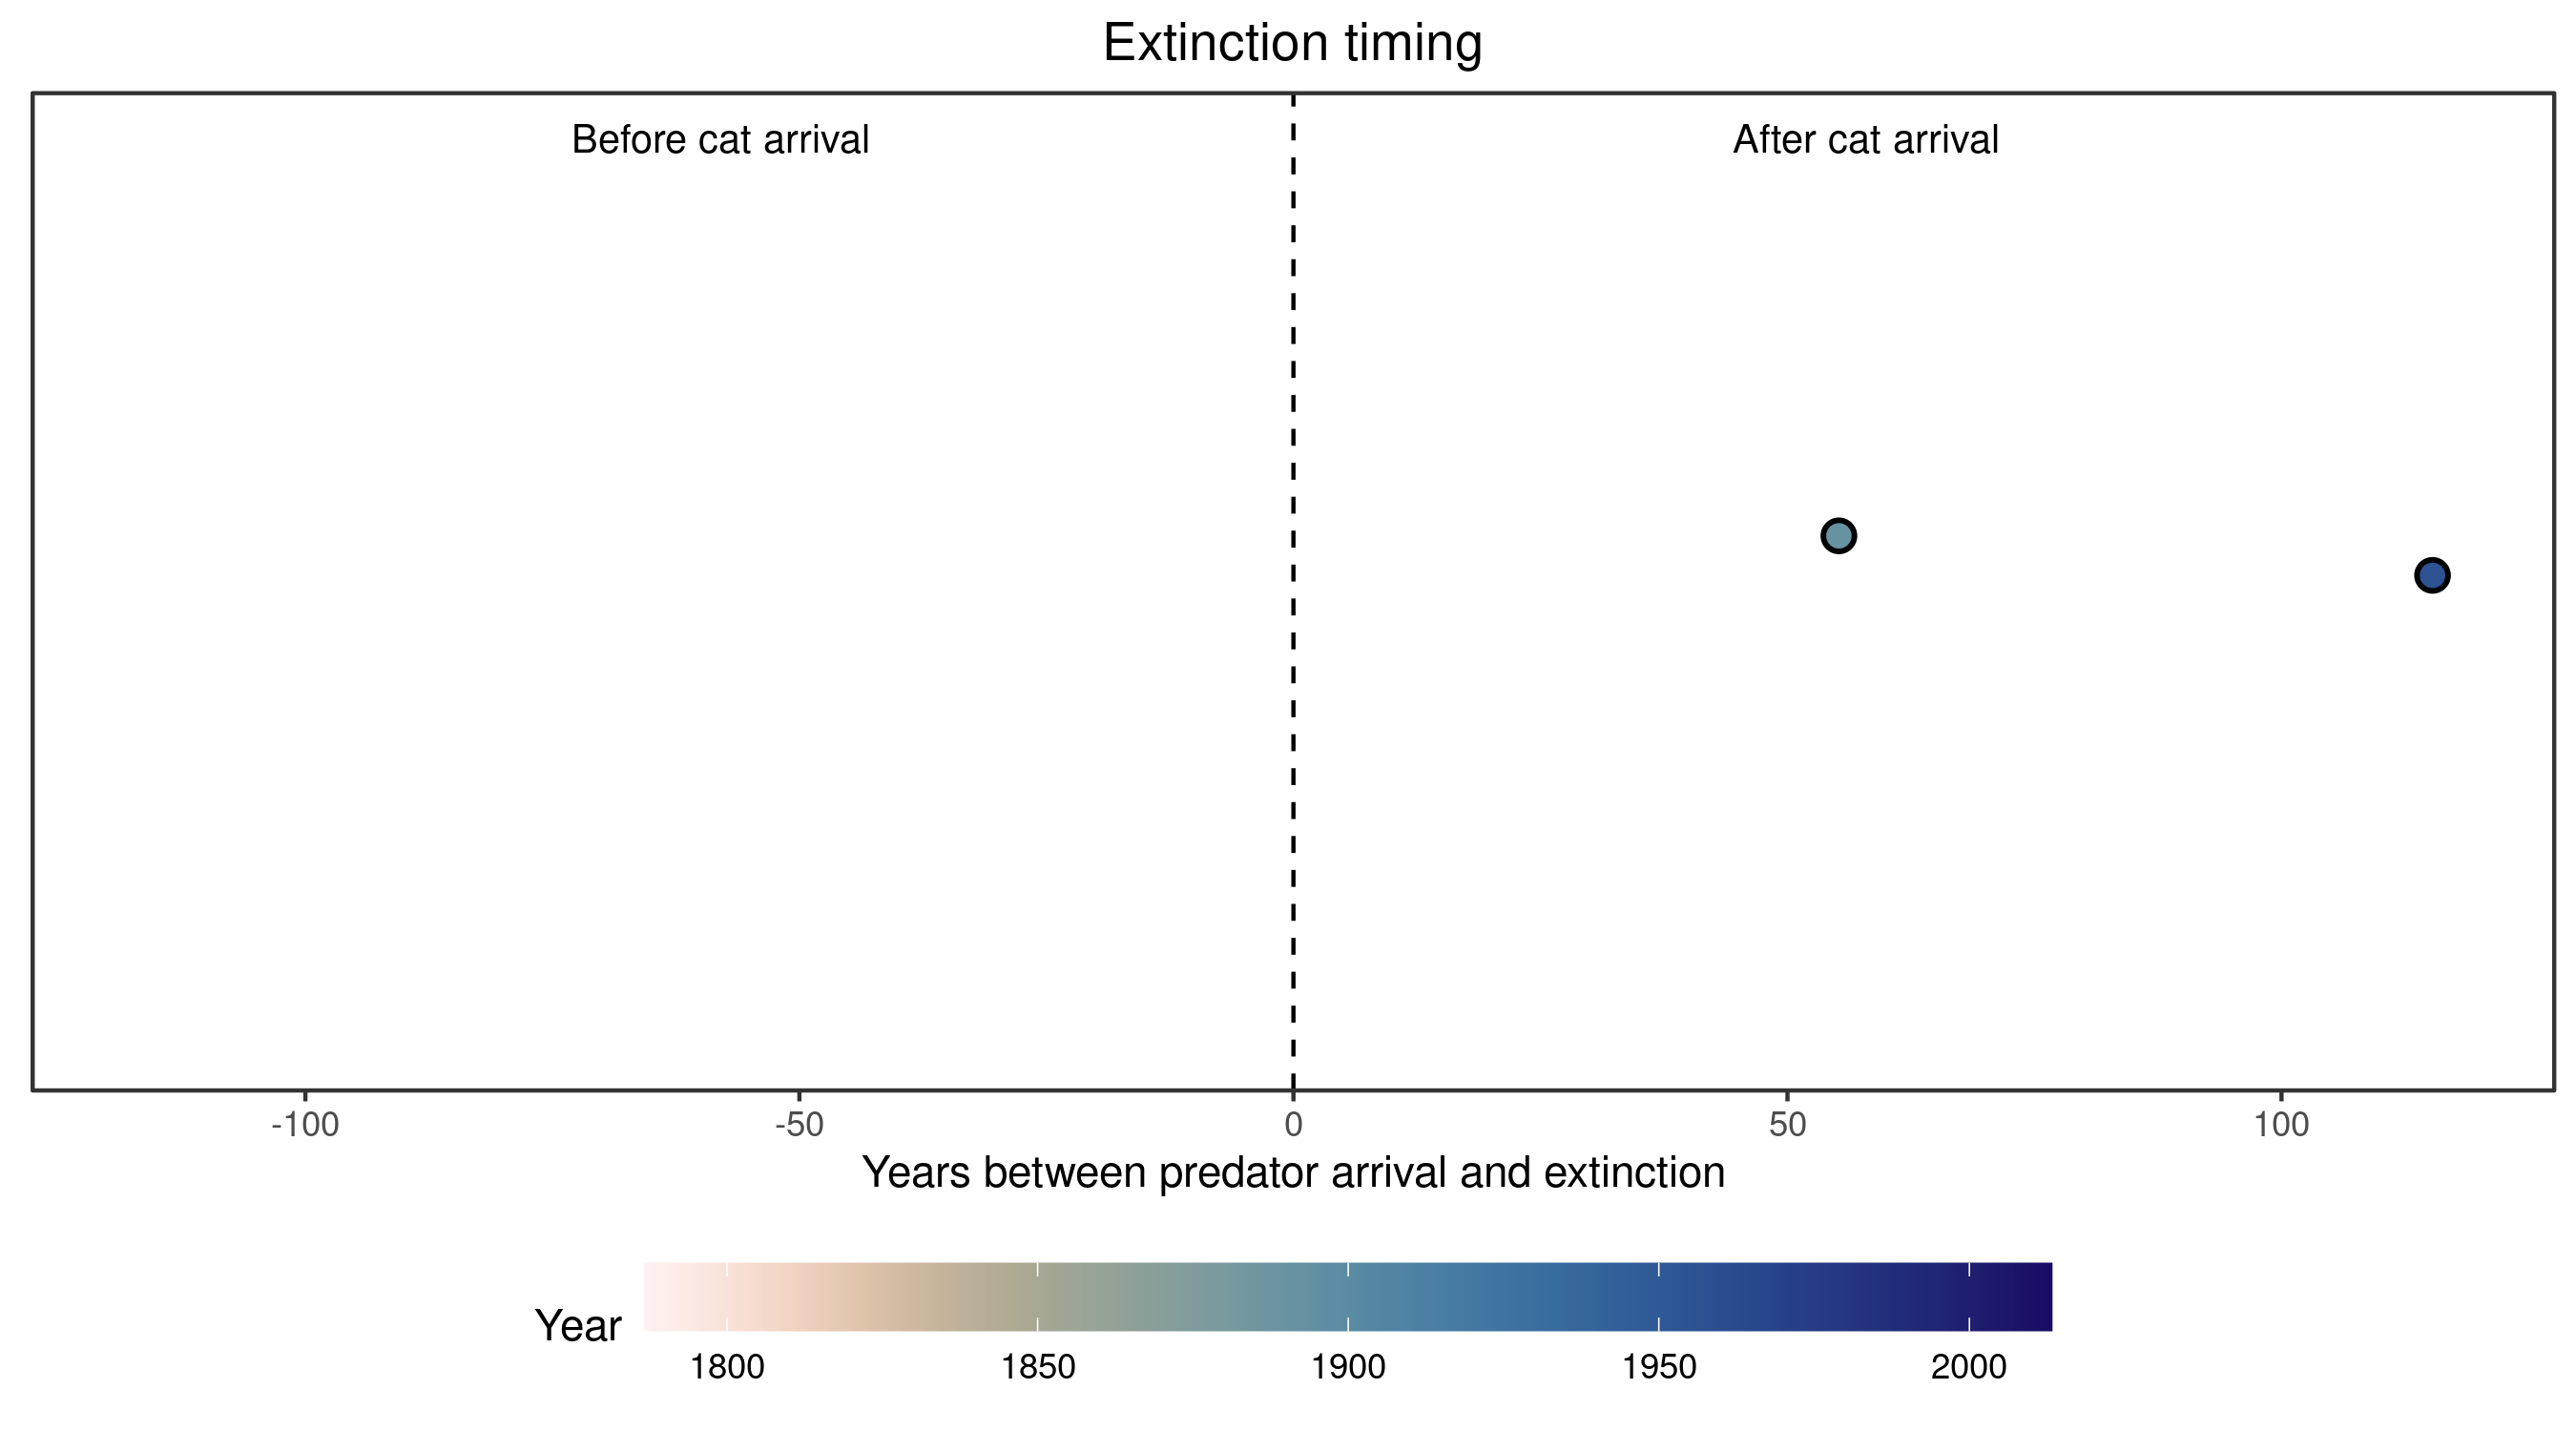 Extinction timing
Before cat arrival
After cat arrival
-100
-50
0
50
100
Years between predator arrival and extinction
Year
1800
1850
1900
1950
2000